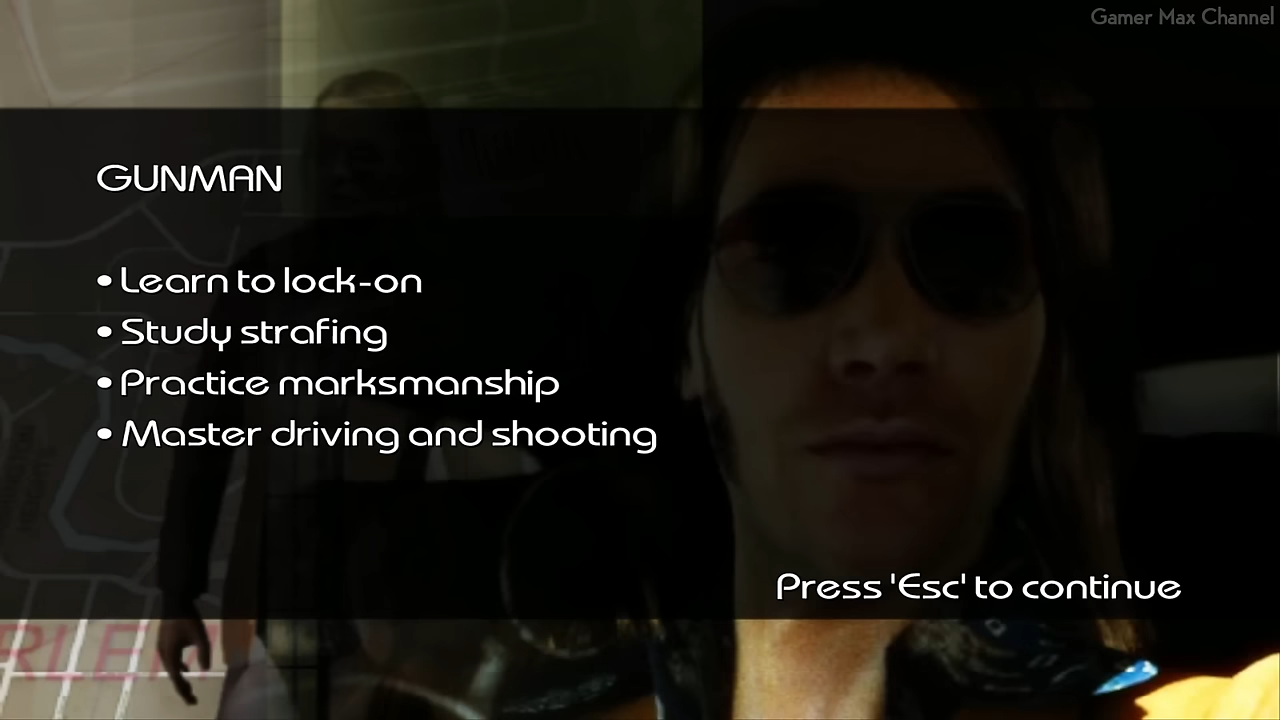 Gamer Max Channel
GUNMAN
• Learn to lock-on
• Study strafing
• Practice marksmanship
• Master driving and shooting
Press 'Esc' to continue
RLEM